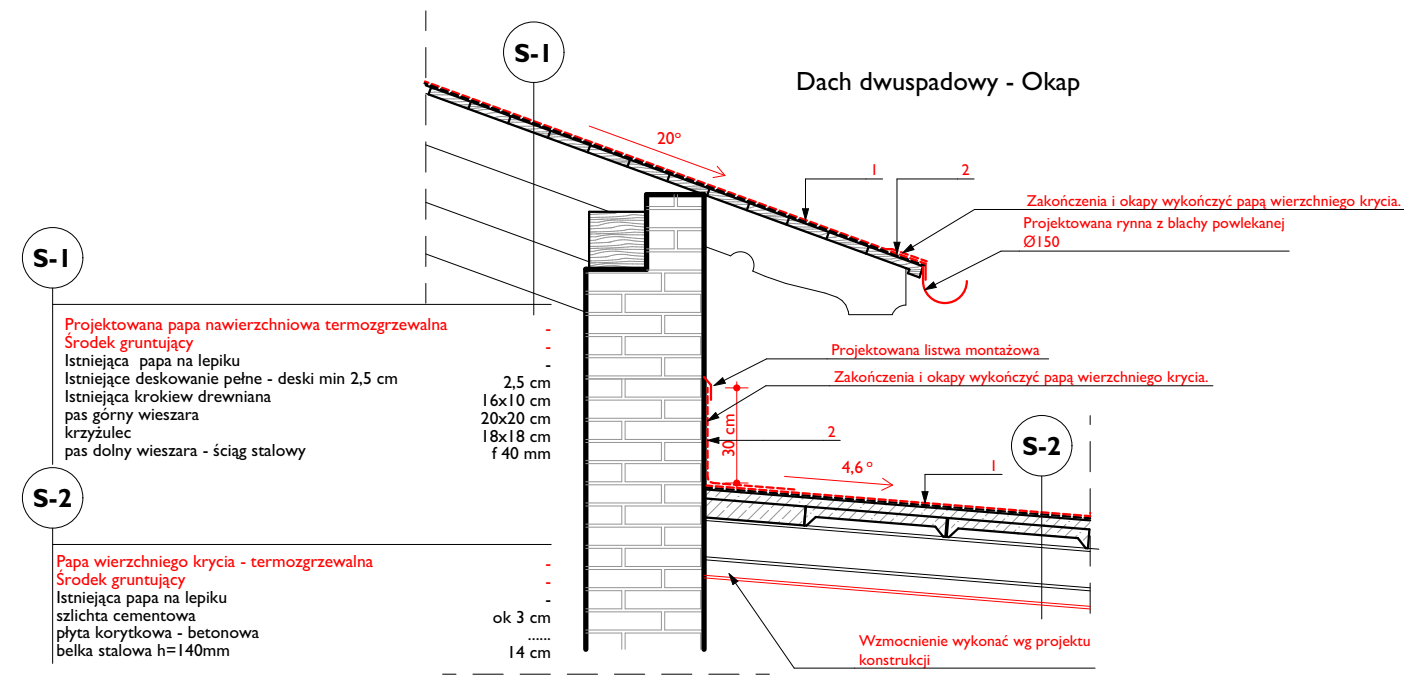 S-1
Dach dwuspadowy - Okap
20°
1
2
Zakończenia i okapy wykończyć papą wierzchniego krycia.
Projektowana rynna z blachy powlekanej
Ø150
S-1
Projektowana papa nawierzchniowa termozgrzewalna -
Środek gruntujący -
Istniejąca papa na lepiku -
Istniejące deskowanie pełne - deski min 2,5 cm 2,5 cm
Istniejąca krokiew drewniana 16x10 cm
pas górny wieszara 20x20 cm
krzyżulec 18x18 cm
pas dolny wieszara - ściąg stalowy f 40 mm
Projektowana listwa montażowa
Zakończenia i okapy wykończyć papą wierzchniego krycia.
2
30 cm
4,6 °
1
S-2
S-2
Papa wierzchniego krycia - termozgrzewalna -
Środek gruntujący -
Istniejąca papa na lepiku -
szlichta cementowa ok 3 cm
płyta korytkowa - betonowa ......
belka stalowa h=140mm 14 cm
Wzmocnienie wykonać wg projektu
konstrukcji